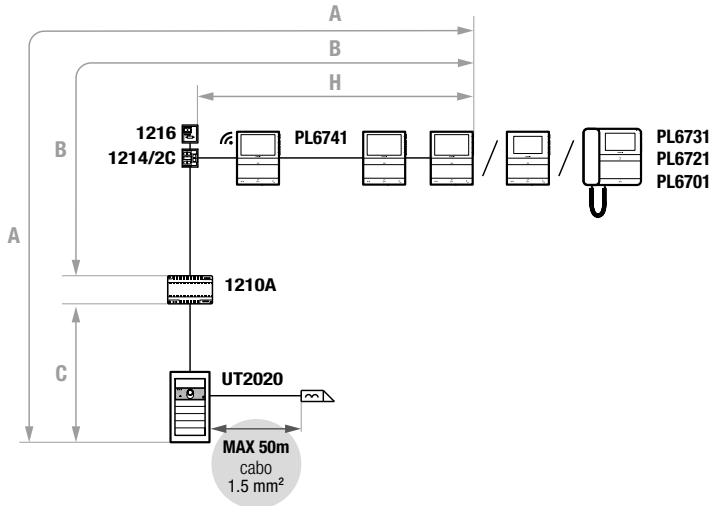 A
B
H
1216
PL6741
1214/2C
PL6731
PL6721
PL6701
B
A
1210A
C
UT2020
MAX 50m
cabo
1.5 mm²